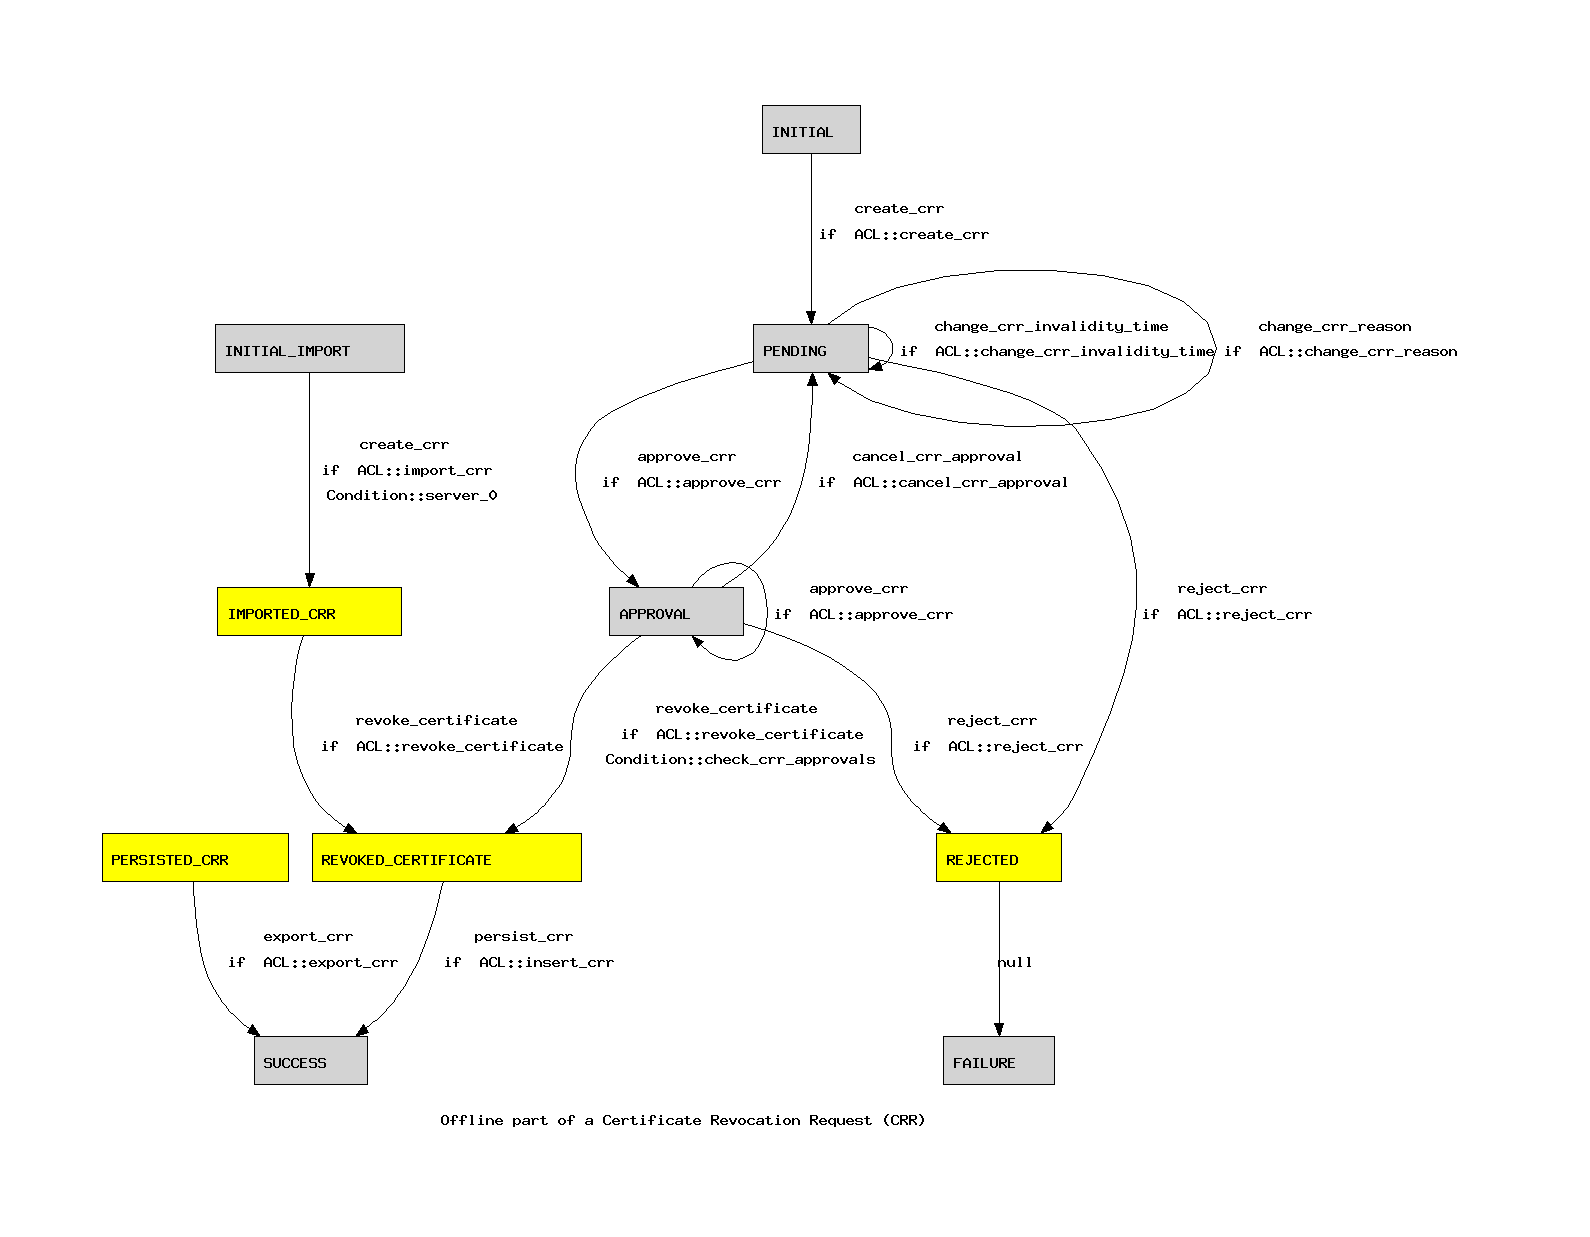 INITIAL
create_crr
if ACL::create_crr
INITIAL_IMPORT
PENDING
change_crr_invalidity_time
if ACL::change_crr_invalidity_time
change_crr_reason
if ACL::change_crr_reason
create_crr
if ACL::import_crr
Condition::server_0
approve_crr
if ACL::approve_crr
cancel_crr_approval
if ACL::cancel_crr_approval
IMPORTED_CRR
APPROVAL
approve_crr
if ACL::approve_crr
reject_crr
if ACL::reject_crr
revoke_certificate
if ACL::revoke_certificate
revoke_certificate
if ACL::revoke_certificate
Condition::check_crr_approvals
reject_crr
if ACL::reject_crr
PERSISTED_CRR
REVOKED_CERTIFICATE
REJECTED
export_crr
if ACL::export_crr
persist_crr
if ACL::insert_crr
null
SUCCESS
FAILURE
Offline part of a Certificate Revocation Request (CRR)